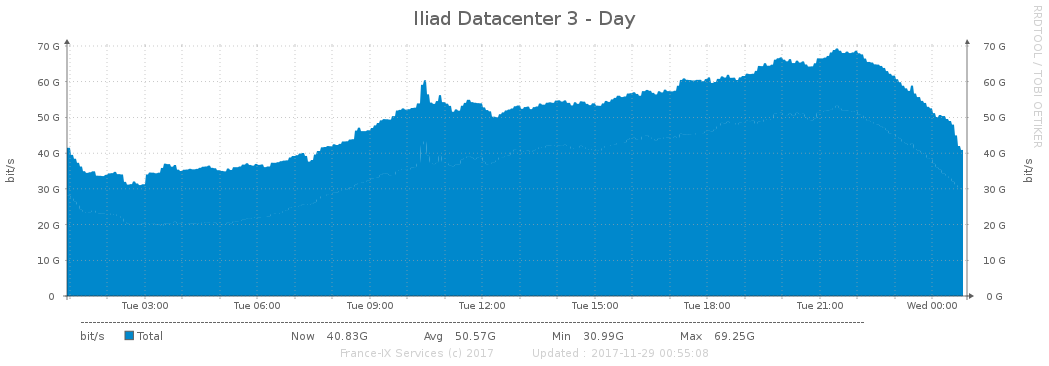 Iliad Datacenter 3 - Day
RRDTOOL / TOBI OETIKER
70 G 70 G
60 G 60 G
50 G 50 G
40 G 40 G
30 G 30 G
20 G 20 G
10 G 10 G
0 0 G
bit/s bit/s
Tue 03:00 Tue 06:00 Tue 09:00 Tue 12:00 Tue 15:00 Tue 18:00 Tue 21:00 Wed 00:00
bit/s Total Now 40.83G Avg 50.57G Min 30.99G Max 69.25G
France-IX Services (c) 2017 Updated : 2017-11-29 00:55:08